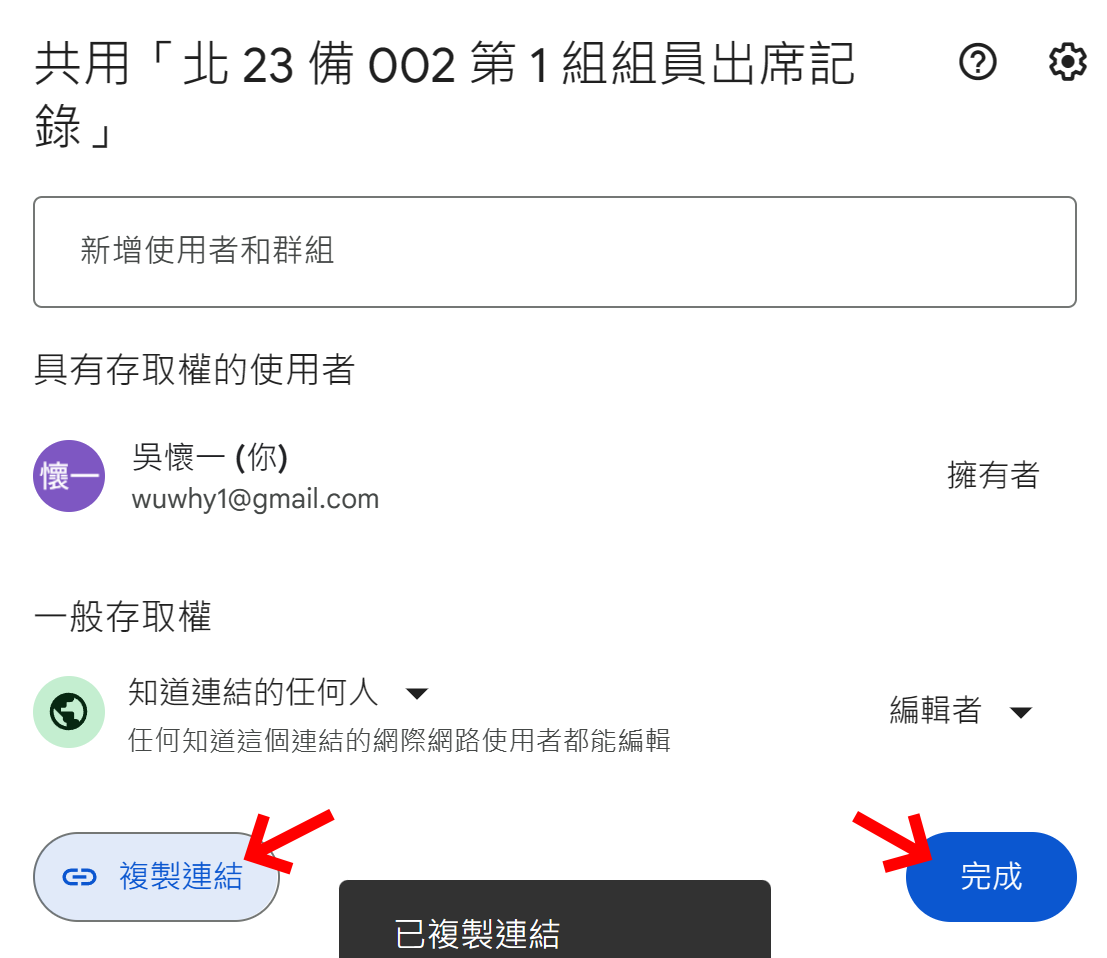 共用「北 23 備 002 第 1 組組員出席記
錄」
新增使用者和群組
具有存取權的使用者
懷一
吳懷一 (你)
wuwhy1@gmail.com
擁有者
一般存取權
知道連結的任何人
任何知道這個連結的網際網路使用者都能編輯
編輯者
複製連結
完成
已複製連結